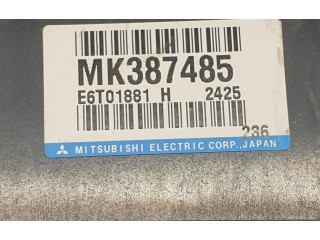 MK387485
E6T01881 H 2425
236
MITSUBISHI ELECTRIC CORP., JAPAN